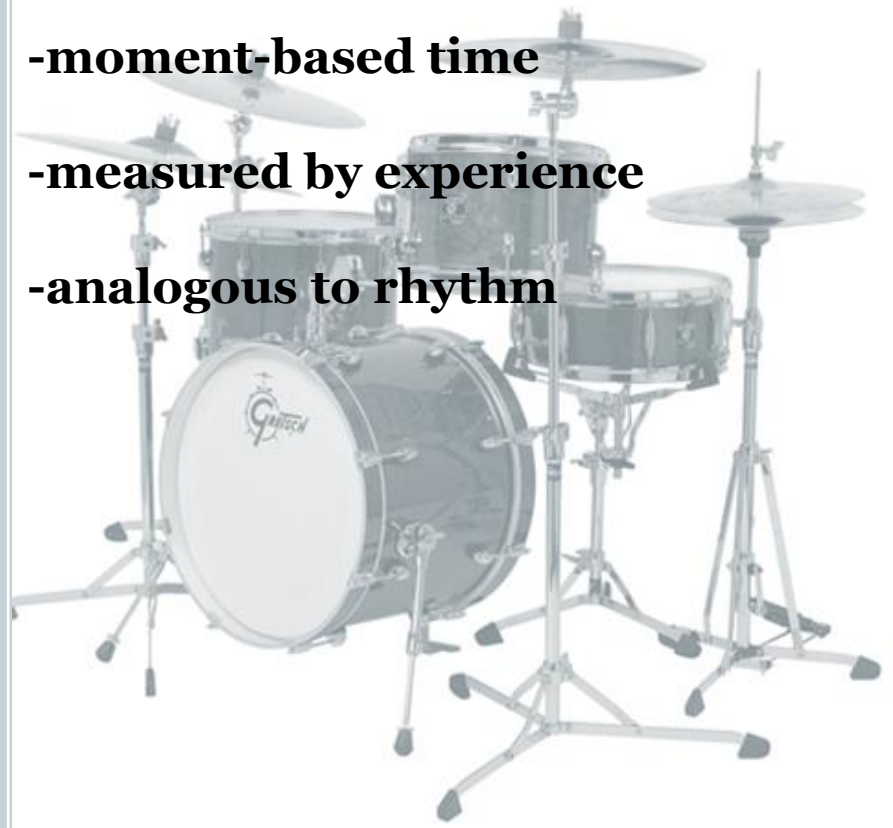 -moment-based time
-measured by experience
-analogous to rhythm
GRETSCH